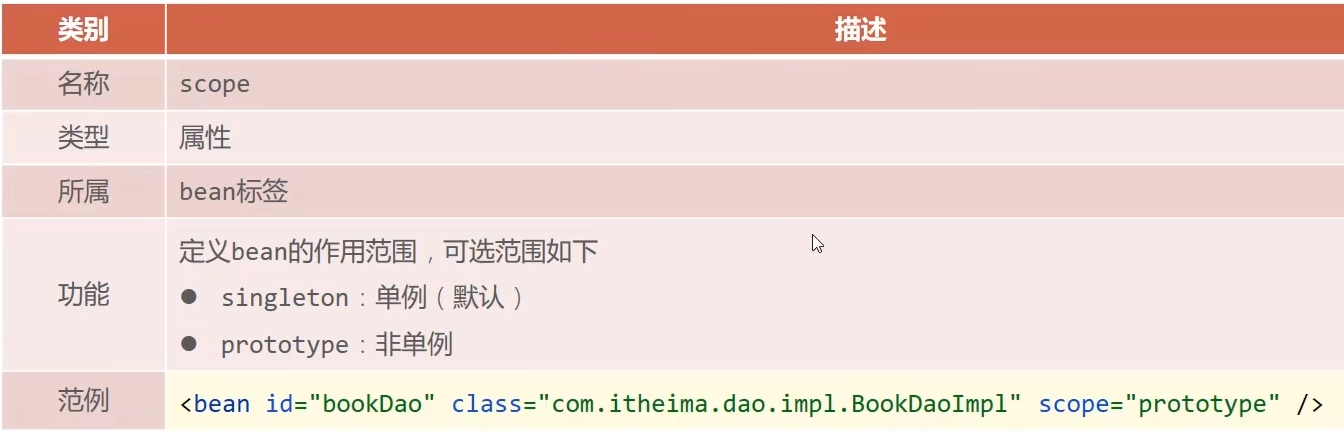 类别 描述
名称 scope
类型 属性
所属 bean标签
功能 定义bean的作用范围，可选范围如下
● singleton：单例（默认）
● prototype：非单例
范例 <bean id="bookDao" class="com.itheima.dao.impl.BookDaoImpl" scope="prototype" />